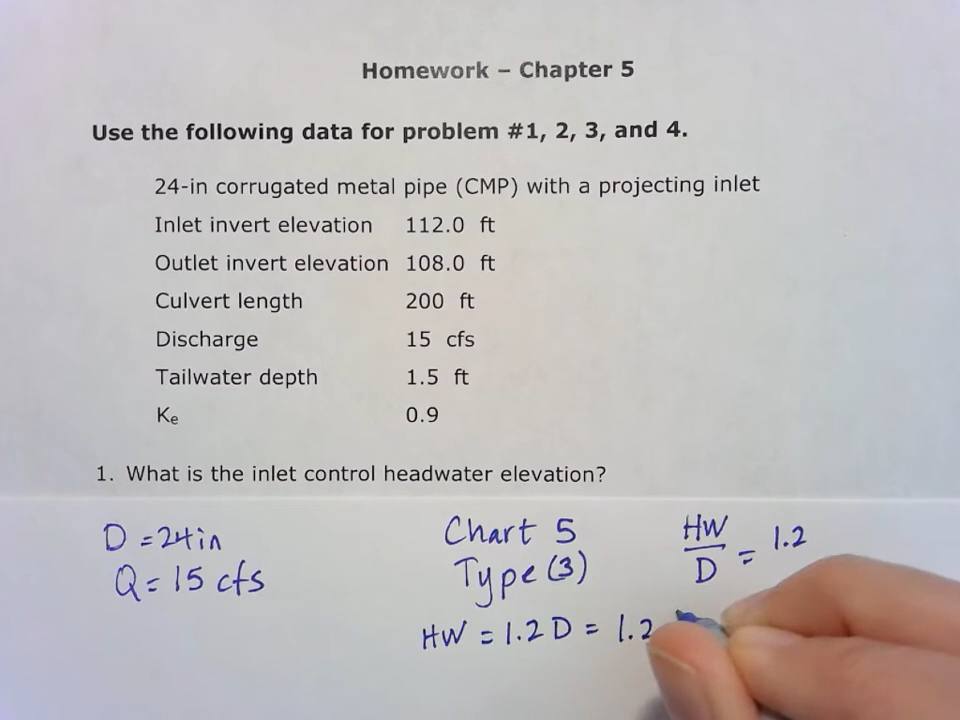 Homework – Chapter 5
Use the following data for problem #1, 2, 3, and 4.
24-in corrugated metal pipe (CMP) with a projecting inlet
Inlet invert elevation 112.0 ft
Outlet invert elevation 108.0 ft
Culvert length 200 ft
Discharge 15 cfs
Tailwater depth 1.5 ft
Ke 0.9
1. What is the inlet control headwater elevation?
D = 24in
Q = 15 cfs
Chart 5
Type (3)
HW/D = 1.2
HW = 1.2 D = 1.2